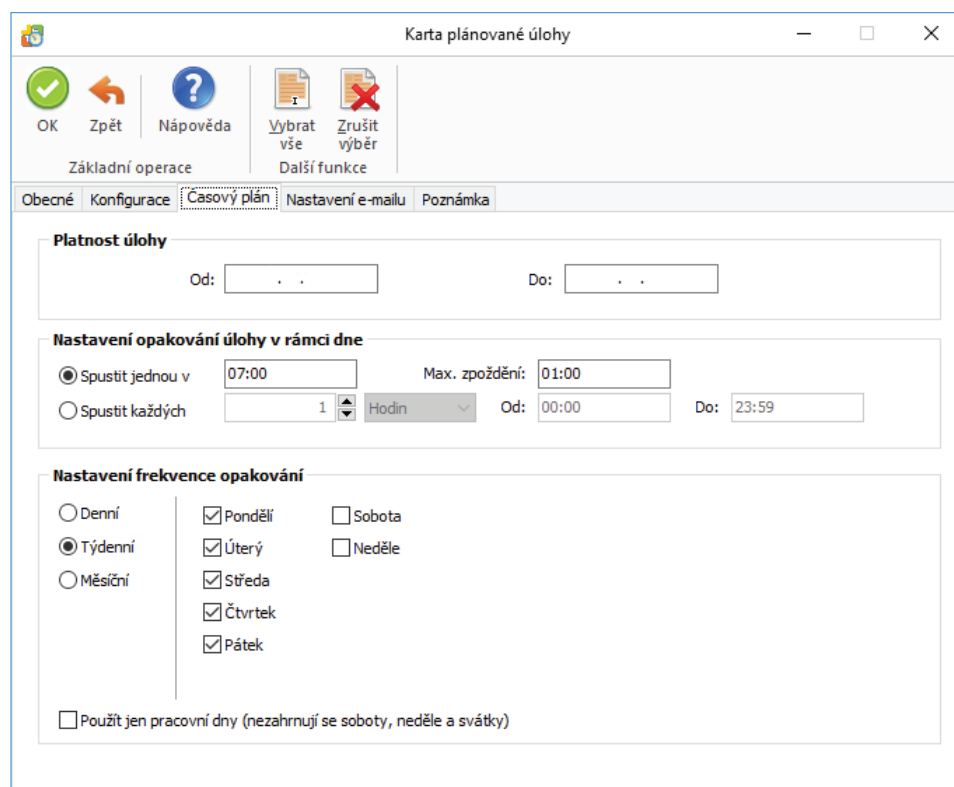 Karta plánované úlohy
OK Zpět Nápověda Vybrat vše Zrušit výběr
Základní operace Další funkce
Obecné Konfigurace Časový plán Nastavení e-mailu Poznámka
Platnost úlohy
Od: . . Do: . .
Nastavení opakování úlohy v rámci dne
Spustit jednou v 07:00 Max. zpoždění: 01:00
Spustit každých 1 Hodin Od: 00:00 Do: 23:59
Nastavení frekvence opakování
Denní Pondělí Sobota
Týdenní Úterý Neděle
Měsíční Středa
Čtvrtek
Pátek
Použít jen pracovní dny (nezahrnují se soboty, neděle a svátky)